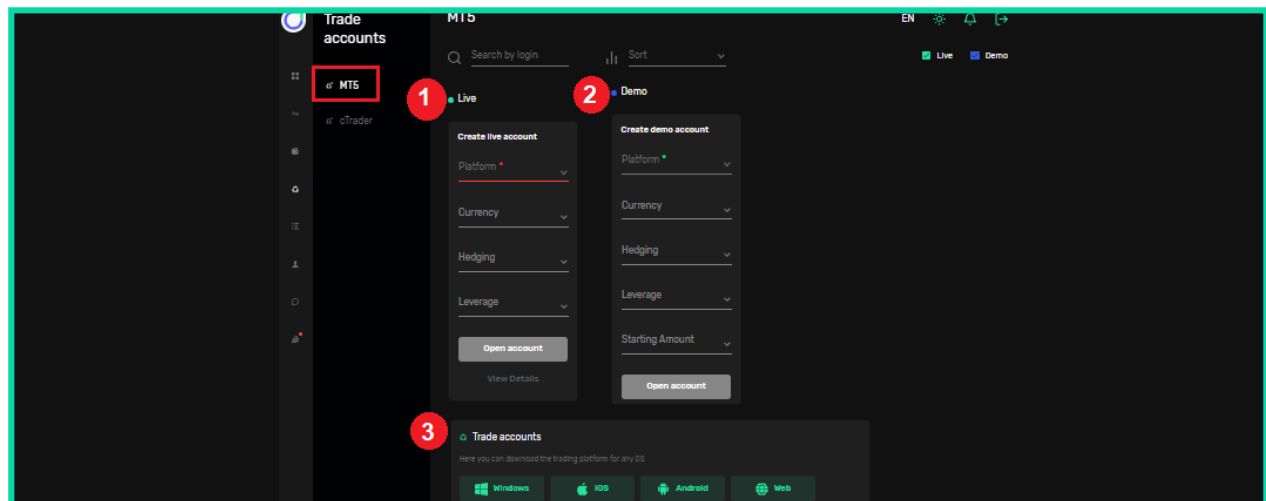 Trade
accounts
MT5
EN
Search by login
Sort
Live
Demo
MT5
cTrader
1
Live
2
Demo
Create live account
Platform *
Currency
Hedging
Leverage
Open account
View Details
Create demo account
Platform *
Currency
Hedging
Leverage
Starting Amount
Open account
3
Trade accounts
Here you can download the trading platform for any OS
Windows
IOS
Android
Web